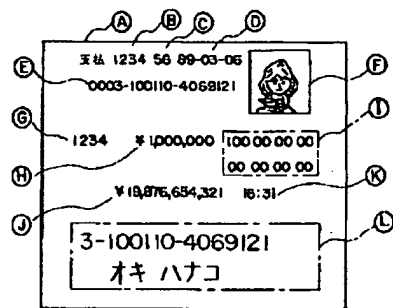 A B C D
支払 1234 56 89-03-06
E 0003-100110-4069121 F
G 1234 ¥1,000,000 100 00 00 00 I
H 00 00 00 00
J ¥19,876,654,321 16:31 K
3-100110-4069121 L
オキ ハナコ